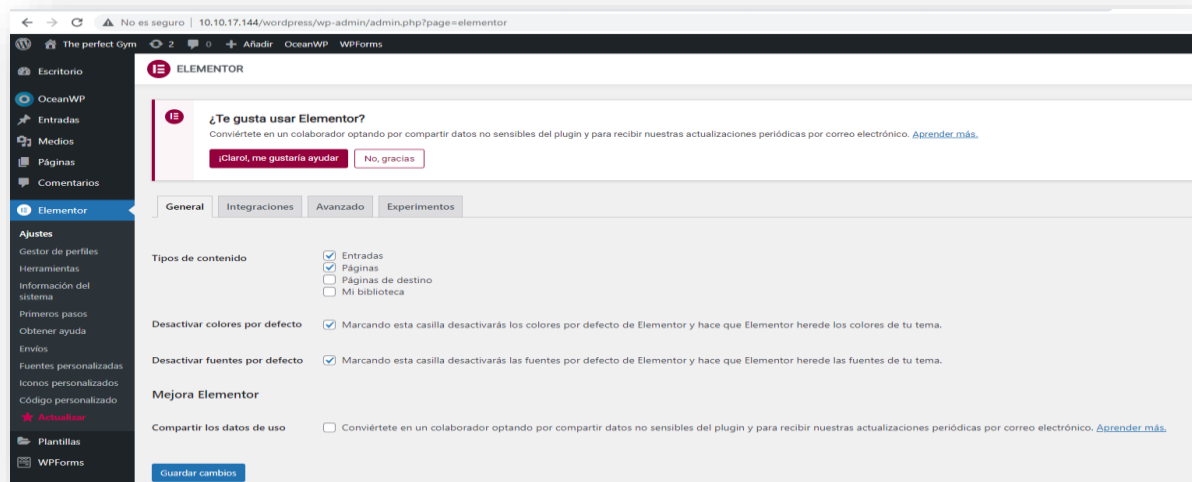 No es seguro | 10.10.17.144/wordpress/wp-admin/admin.php?page=elementor
The perfect Gym 2 0 + Añadir OceanWP WPForms
Escritorio
OceanWP
Entradas
Medios
Páginas
Comentarios
Elementor
Ajustes
Gestor de perfiles
Herramientas
Información del
sistema
Primeros pasos
Obtener ayuda
Envíos
Fuentes personalizadas
Iconos personalizados
Código personalizado
Actualizar
Plantillas
WPForms
ELEMENTOR
¿Te gusta usar Elementor?
Conviértete en un colaborador optando por compartir datos no sensibles del plugin y para recibir nuestras actualizaciones periódicas por correo electrónico. Aprender más.
¡Claro!, me gustaría ayudar No, gracias
General Integraciones Avanzado Experimentos
Tipos de contenido Entradas
Páginas
Páginas de destino
Mi biblioteca
Desactivar colores por defecto Marcando esta casilla desactivarás los colores por defecto de Elementor y hace que Elementor herede los colores de tu tema.
Desactivar fuentes por defecto Marcando esta casilla desactivarás las fuentes por defecto de Elementor y hace que Elementor herede las fuentes de tu tema.
Mejora Elementor
Compartir los datos de uso Conviértete en un colaborador optando por compartir datos no sensibles del plugin y para recibir nuestras actualizaciones periódicas por correo electrónico. Aprender más.
Guardar cambios